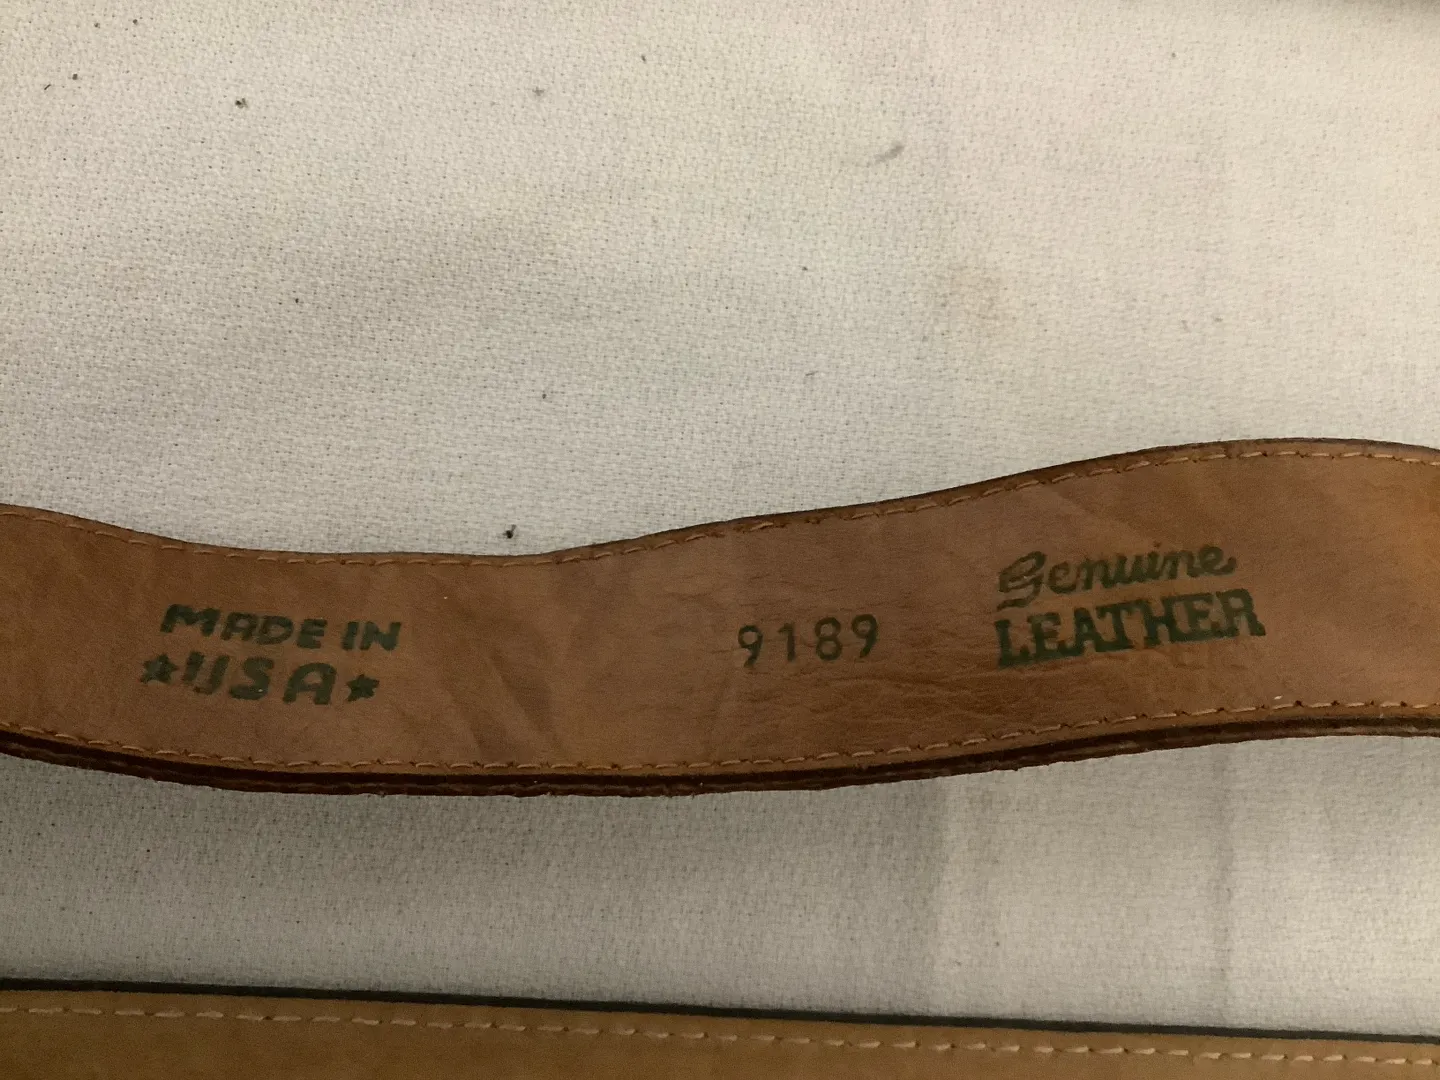 MADE IN
★USA★
9189
Genuine
LEATHER